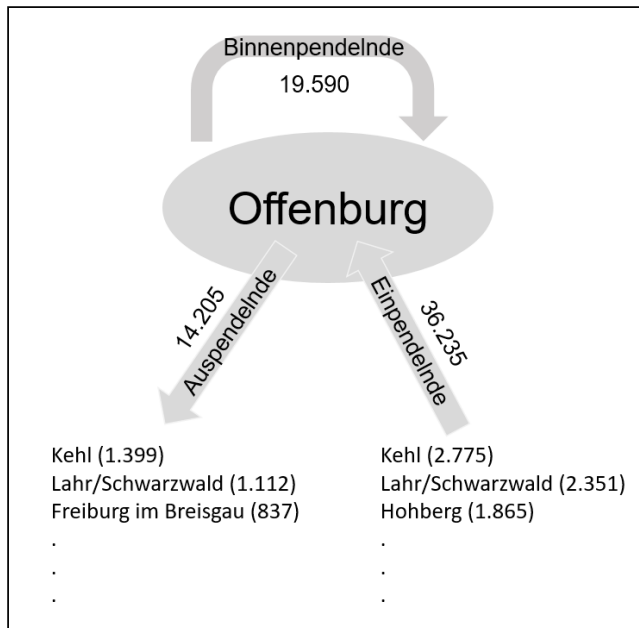 Binnenpendelnde
19.590
Offenburg
14.205
Auspendelnde
Einpendelnde
36.235
Kehl (1.399)
Lahr/Schwarzwald (1.112)
Freiburg im Breisgau (837)
.
.
.
Kehl (2.775)
Lahr/Schwarzwald (2.351)
Hohberg (1.865)
.
.
.